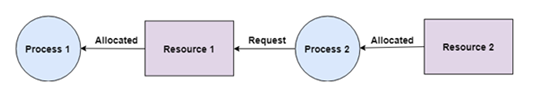 Allocated Request Allocated
Process 1 Resource 1 Process 2 Resource 2